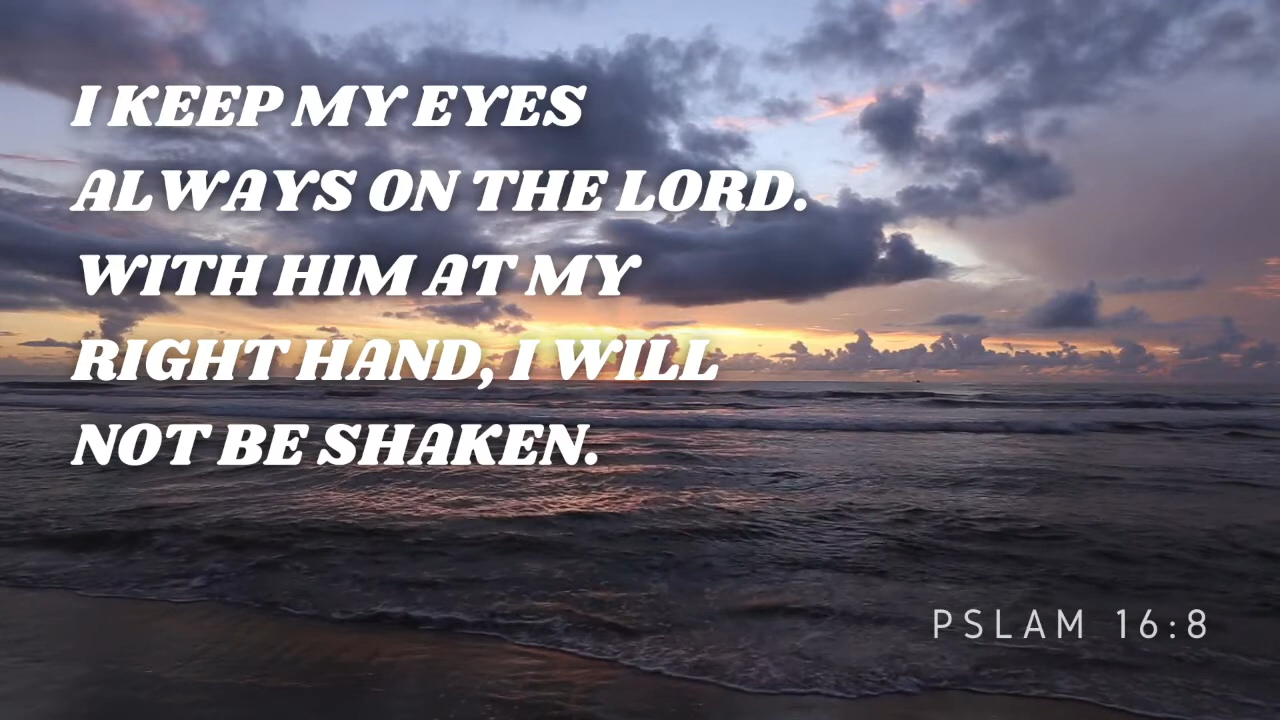 I KEEP MY EYES
ALWAYS ON THE LORD.
WITH HIM AT MY
RIGHT HAND, I WILL
NOT BE SHAKEN.
PSLAM 16:8